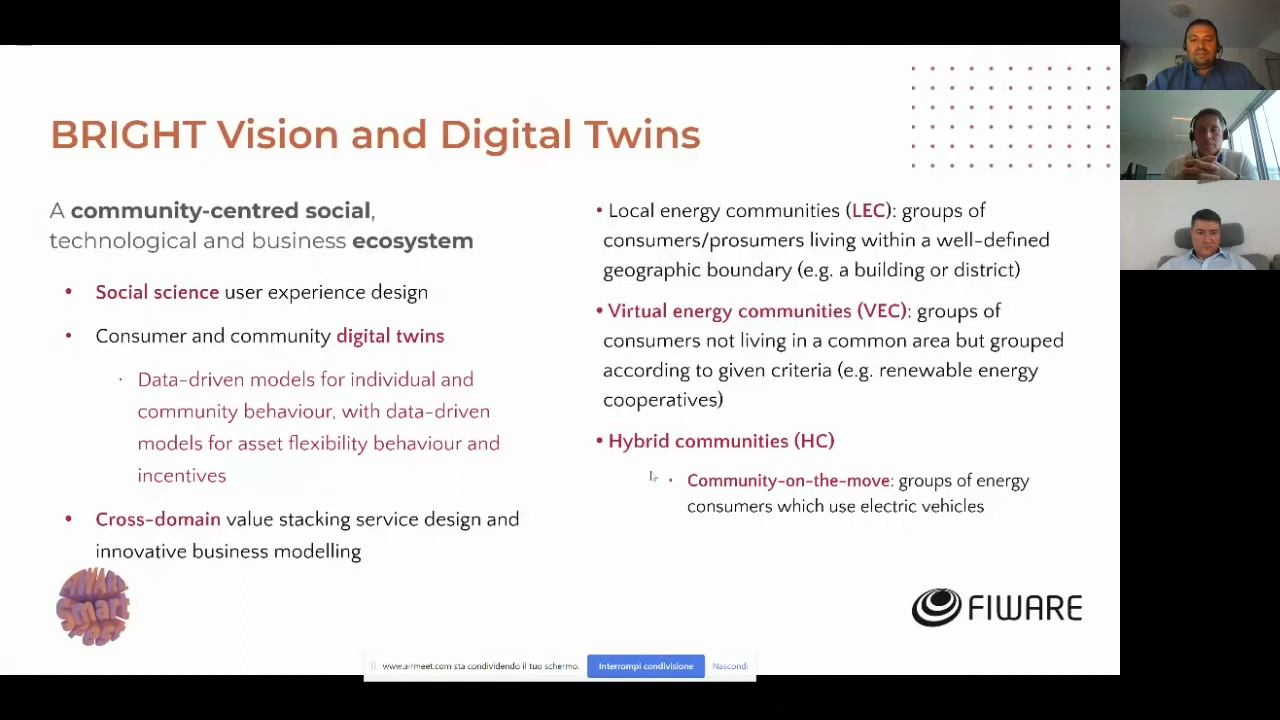 BRIGHT Vision and Digital Twins
A community-centred social,
technological and business ecosystem
• Social science user experience design
• Consumer and community digital twins
· Data-driven models for individual and
community behaviour, with data-driven
models for asset flexibility behaviour and
incentives
• Cross-domain value stacking service design and
innovative business modelling
• Local energy communities (LEC): groups of
consumers/prosumers living within a well-defined
geographic boundary (e.g. a building or district)
• Virtual energy communities (VEC): groups of
consumers not living in a common area but grouped
according to given criteria (e.g. renewable energy
cooperatives)
• Hybrid communities (HC)
· Community-on-the-move: groups of energy
consumers which use electric vehicles
Smart
FIWARE
www.airmeet.com sta condividendo il tuo schermo.
Interrompi condivisione
Nascondi